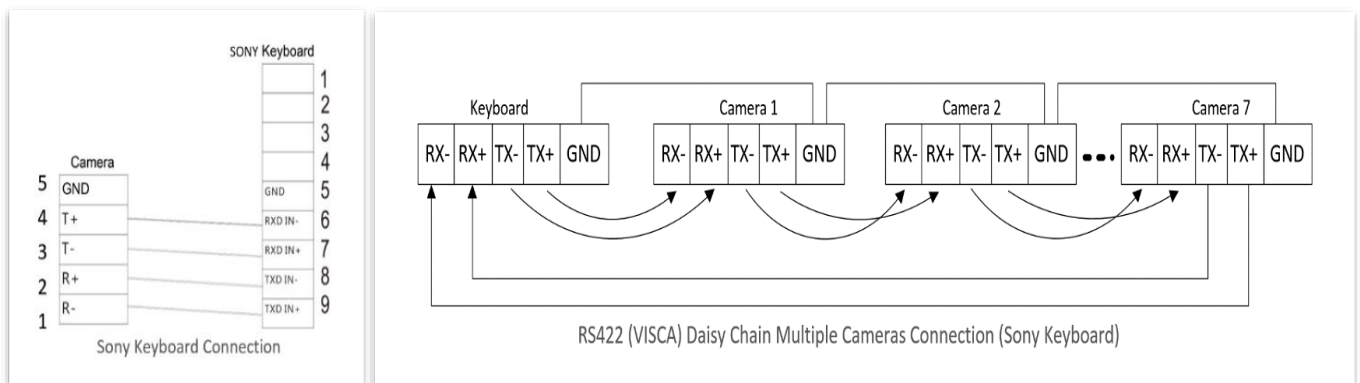 SONY Keyboard
1
2
3
4
GND 5
RXD IN- 6
RXD IN+ 7
TXD IN- 8
TXD IN+ 9
Camera
5 GND
4 T+
3 T-
2 R+
1 R-
Sony Keyboard Connection
Keyboard Camera 1 Camera 2 Camera 7
RX- RX+ TX- TX+ GND RX- RX+ TX- TX+ GND RX- RX+ TX- TX+ GND RX- RX+ TX- TX+ GND
RS422 (VISCA) Daisy Chain Multiple Cameras Connection (Sony Keyboard)